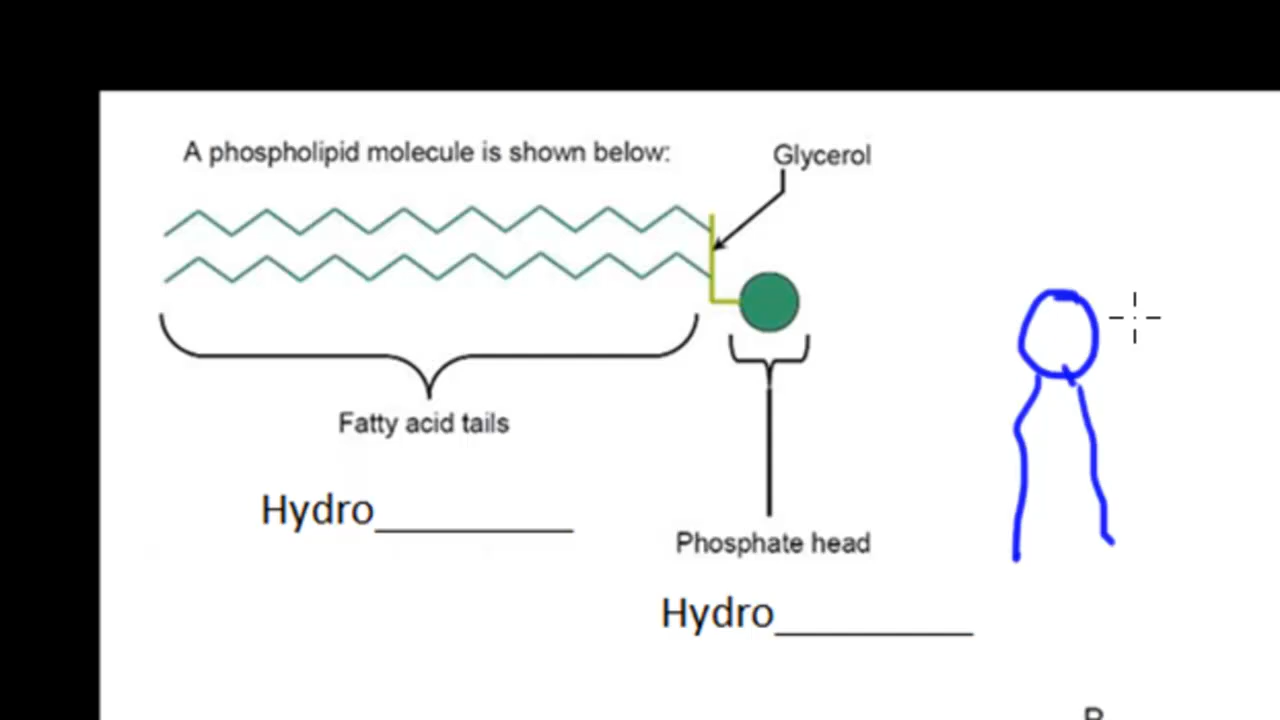 A phospholipid molecule is shown below:
Glycerol
Fatty acid tails
Hydro__________
Phosphate head
Hydro__________